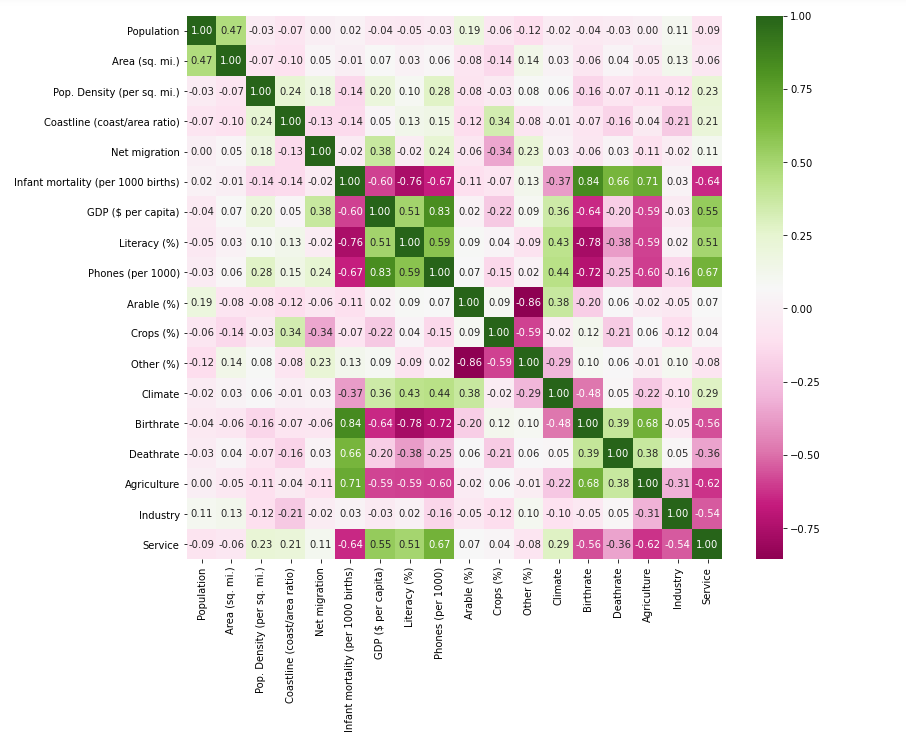 Population 1.00 0.47 -0.03 -0.07 0.00 0.02 -0.04 -0.05 -0.03 0.19 -0.06 -0.12 -0.02 -0.04 -0.03 0.00 0.11 -0.09
Area (sq. mi.) 0.47 1.00 -0.07 -0.10 0.05 -0.01 0.07 0.03 0.06 -0.08 -0.14 0.14 0.03 -0.06 0.04 -0.05 0.13 -0.06
Pop. Density (per sq. mi.) -0.03 -0.07 1.00 0.24 0.18 -0.14 0.20 0.10 0.28 -0.08 -0.03 0.08 0.06 -0.16 -0.07 -0.11 -0.12 0.23
Coastline (coast/area ratio) -0.07 -0.10 0.24 1.00 -0.13 -0.14 0.05 0.13 0.15 -0.12 0.34 -0.08 -0.01 -0.07 -0.16 -0.04 -0.21 0.21
Net migration 0.00 0.05 0.18 -0.13 1.00 -0.02 0.38 -0.02 0.24 -0.06 -0.34 0.23 0.03 -0.06 0.03 -0.11 -0.02 0.11
Infant mortality (per 1000 births) 0.02 -0.01 -0.14 -0.14 -0.02 1.00 -0.60 -0.76 -0.67 -0.11 -0.07 0.13 -0.37 0.84 0.66 0.71 0.03 -0.64
GDP ($ per capita) -0.04 0.07 0.20 0.05 0.38 -0.60 1.00 0.51 0.83 0.02 -0.22 0.09 0.36 -0.64 -0.20 -0.59 -0.03 0.55
Literacy (%) -0.05 0.03 0.10 0.13 -0.02 -0.76 0.51 1.00 0.59 0.09 0.04 -0.09 0.43 -0.78 -0.38 -0.59 0.02 0.51
Phones (per 1000) -0.03 0.06 0.28 0.15 0.24 -0.67 0.83 0.59 1.00 0.07 -0.15 0.02 0.44 -0.72 -0.25 -0.60 -0.16 0.67
Arable (%) 0.19 -0.08 -0.08 -0.12 -0.06 -0.11 0.02 0.09 0.07 1.00 0.09 -0.86 0.38 -0.20 0.06 -0.02 -0.05 0.07
Crops (%) -0.06 -0.14 -0.03 0.34 -0.34 -0.07 -0.22 0.04 -0.15 0.09 1.00 -0.59 -0.02 0.12 -0.21 0.06 -0.12 0.04
Other (%) -0.12 0.14 0.08 -0.08 0.23 0.13 0.09 -0.09 0.02 -0.86 -0.59 1.00 -0.29 0.10 0.06 -0.01 0.10 -0.08
Climate -0.02 0.03 0.06 -0.01 0.03 -0.37 0.36 0.43 0.44 0.38 -0.02 -0.29 1.00 -0.48 0.05 -0.22 -0.10 0.29
Birthrate -0.04 -0.06 -0.16 -0.07 -0.06 0.84 -0.64 -0.78 -0.72 -0.20 0.12 0.10 -0.48 1.00 0.39 0.68 -0.05 -0.56
Deathrate -0.03 0.04 -0.07 -0.16 0.03 0.66 -0.20 -0.38 -0.25 0.06 -0.21 0.06 0.05 0.39 1.00 0.38 0.05 -0.36
Agriculture 0.00 -0.05 -0.11 -0.04 -0.11 0.71 -0.59 -0.59 -0.60 -0.02 0.06 -0.01 -0.22 0.68 0.38 1.00 -0.31 -0.62
Industry 0.11 0.13 -0.12 -0.21 -0.02 0.03 -0.03 0.02 -0.16 -0.05 -0.12 0.10 -0.10 -0.05 0.05 -0.31 1.00 -0.54
Service -0.09 -0.06 0.23 0.21 0.11 -0.64 0.55 0.51 0.67 0.07 0.04 -0.08 0.29 -0.56 -0.36 -0.62 -0.54 1.00
Population
Area (sq. mi.)
Pop. Density (per sq. mi.)
Coastline (coast/area ratio)
Net migration
Infant mortality (per 1000 births)
GDP ($ per capita)
Literacy (%)
Phones (per 1000)
Arable (%)
Crops (%)
Other (%)
Climate
Birthrate
Deathrate
Agriculture
Industry
Service
1.00
0.75
0.50
0.25
0.00
−0.25
−0.50
−0.75